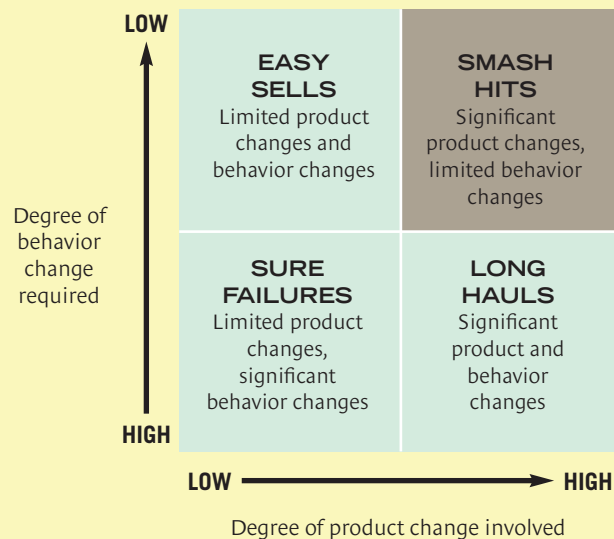 LOW
EASY
SELLS
Limited product
changes and
behavior changes
SMASH
HITS
Significant
product changes,
limited behavior
changes
Degree of
behavior
change
required
SURE
FAILURES
Limited product
changes,
significant
behavior changes
LONG
HAULS
Significant
product and
behavior
changes
HIGH
LOW
HIGH
Degree of product change involved